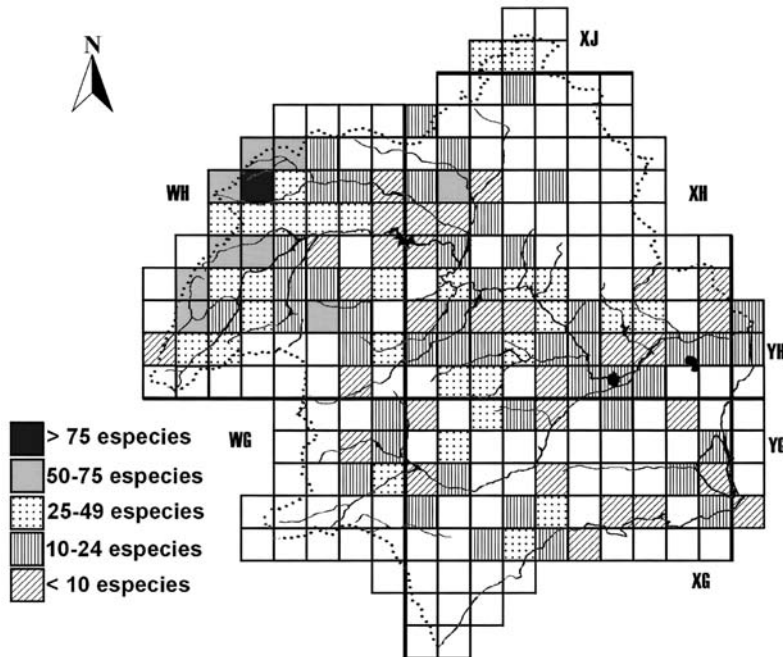 XJ
N
WH
XH
YH
WG
YG
XG
> 75 especies
50-75 especies
25-49 especies
10-24 especies
< 10 especies